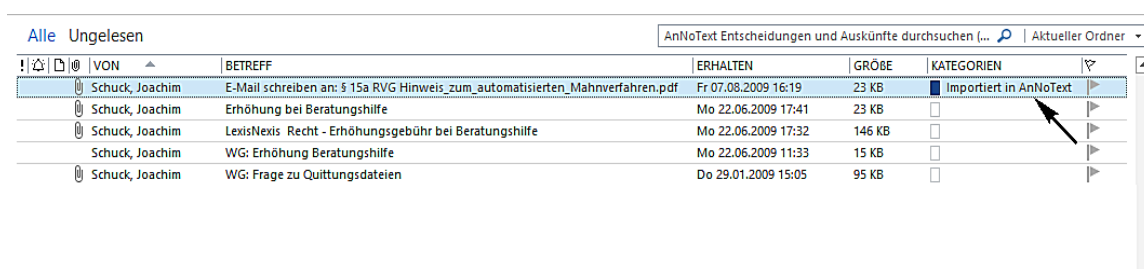 Alle Ungelesen AnNoText Entscheidungen und Auskünfte durchsuchen (... Aktueller Ordner
! VON BETREFF ERHALTEN GRÖßE KATEGORIEN
Schuck, Joachim E-Mail schreiben an: § 15a RVG Hinweis_zum_automatisierten_Mahnverfahren.pdf Fr 07.08.2009 16:19 23 KB Importiert in AnNoText
Schuck, Joachim Erhöhung bei Beratungshilfe Mo 22.06.2009 17:41 23 KB
Schuck, Joachim LexisNexis Recht - Erhöhungsgebühr bei Beratungshilfe Mo 22.06.2009 17:32 146 KB
Schuck, Joachim WG: Erhöhung Beratungshilfe Mo 22.06.2009 11:33 15 KB
Schuck, Joachim WG: Frage zu Quittungsdateien Do 29.01.2009 15:05 95 KB